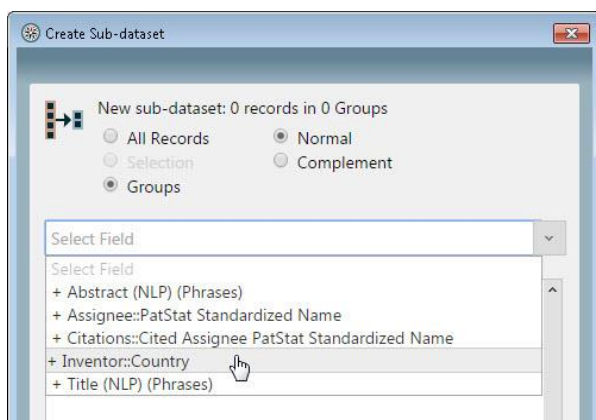 Create Sub-dataset
New sub-dataset: 0 records in 0 Groups
All Records
Normal
Selection
Complement
Groups
Select Field
Select Field
+ Abstract (NLP) (Phrases)
+ Assignee::PatStat Standardized Name
+ Citations::Cited Assignee PatStat Standardized Name
+ Inventor::Country
+ Title (NLP) (Phrases)